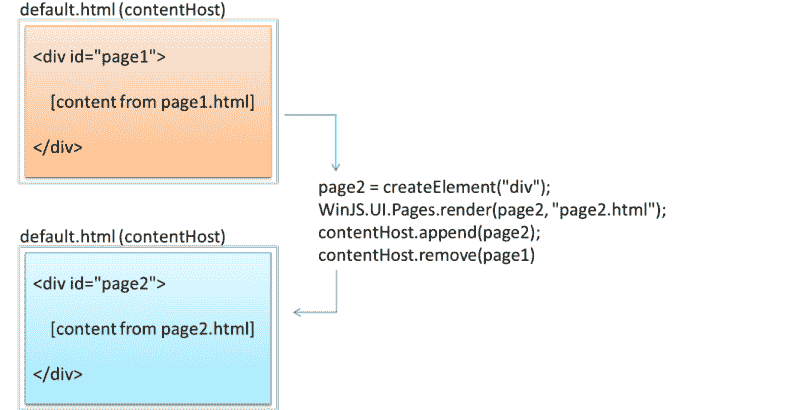 default.html (contentHost)
<div id="page1">
[content from page1.html]
</div>
page2 = createElement("div");
WinJS.UI.Pages.render(page2, "page2.html");
contentHost.append(page2);
contentHost.remove(page1)
default.html (contentHost)
<div id="page2">
[content from page2.html]
</div>